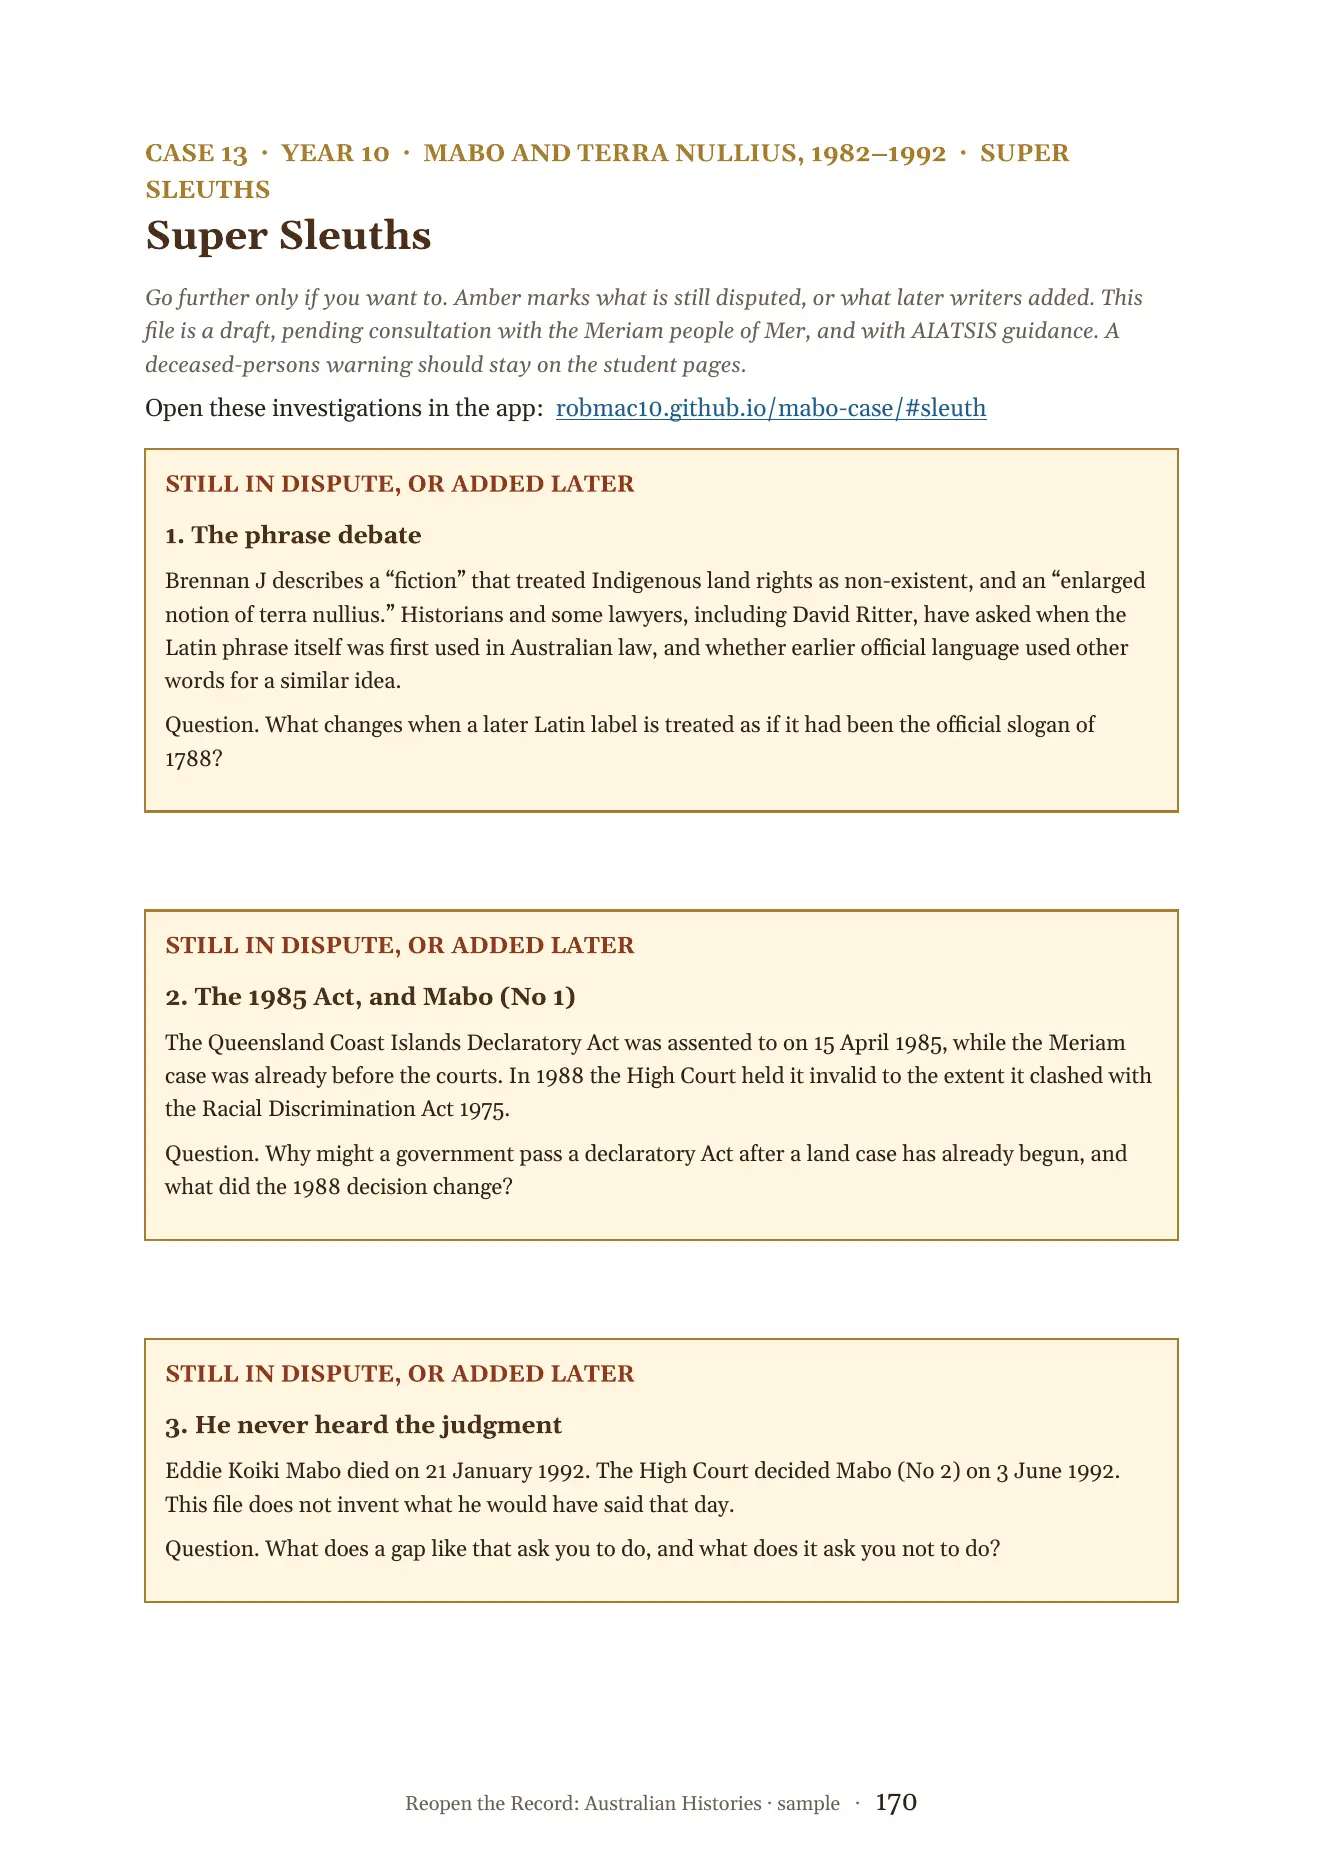 CASE 13 · YEAR 10 · MABO AND TERRA NULLIUS, 1982–1992 · SUPER
SLEUTHS
Super Sleuths
Go further only if you want to. Amber marks what is still disputed, or what later writers added. This
file is a draft, pending consultation with the Meriam people of Mer, and with AIATSIS guidance. A
deceased-persons warning should stay on the student pages.
Open these investigations in the app: robmac10.github.io/mabo-case/#sleuth
STILL IN DISPUTE, OR ADDED LATER
1. The phrase debate
Brennan J describes a “fiction” that treated Indigenous land rights as non-existent, and an “enlarged
notion of terra nullius.” Historians and some lawyers, including David Ritter, have asked when the
Latin phrase itself was first used in Australian law, and whether earlier official language used other
words for a similar idea.
Question. What changes when a later Latin label is treated as if it had been the official slogan of
1788?
STILL IN DISPUTE, OR ADDED LATER
2. The 1985 Act, and Mabo (No 1)
The Queensland Coast Islands Declaratory Act was assented to on 15 April 1985, while the Meriam
case was already before the courts. In 1988 the High Court held it invalid to the extent it clashed with
the Racial Discrimination Act 1975.
Question. Why might a government pass a declaratory Act after a land case has already begun, and
what did the 1988 decision change?
STILL IN DISPUTE, OR ADDED LATER
3. He never heard the judgment
Eddie Koiki Mabo died on 21 January 1992. The High Court decided Mabo (No 2) on 3 June 1992.
This file does not invent what he would have said that day.
Question. What does a gap like that ask you to do, and what does it ask you not to do?
Reopen the Record: Australian Histories · sample · 170